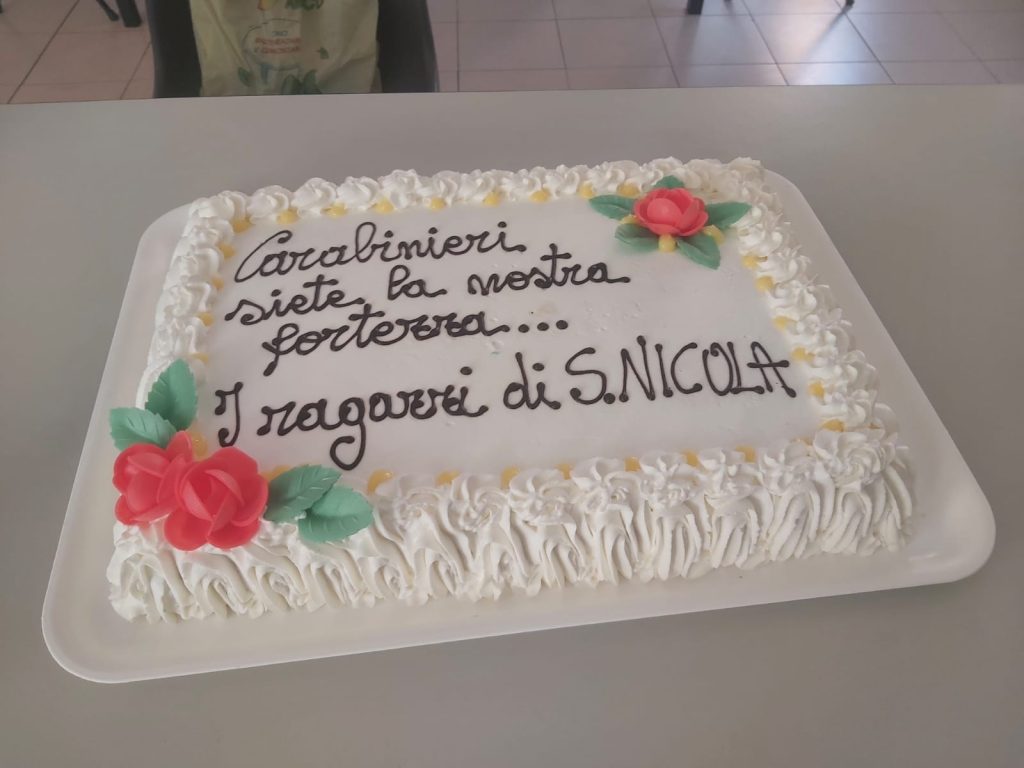 Carabinieri
siete la nostra
fortezza....
I ragazzi di S.NICOLA